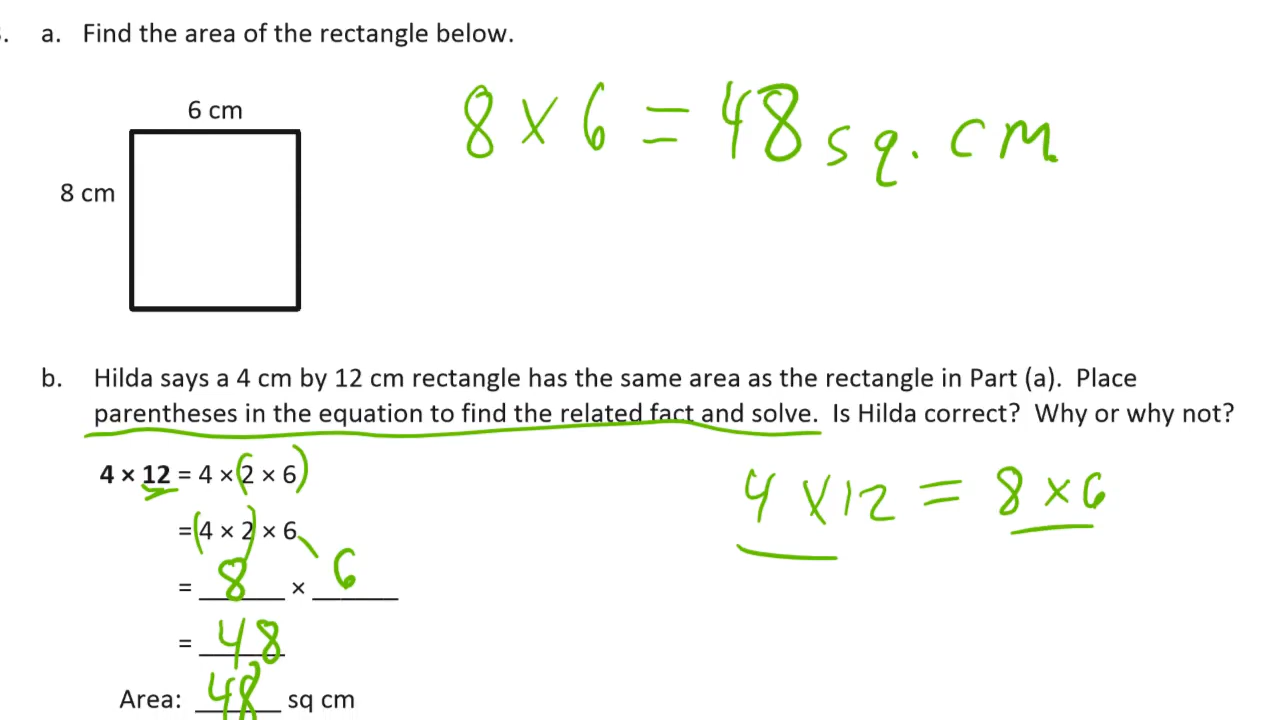 . a. Find the area of the rectangle below.
6 cm
8 × 6 = 48 sq. cm
8 cm
b. Hilda says a 4 cm by 12 cm rectangle has the same area as the rectangle in Part (a). Place
parentheses in the equation to find the related fact and solve. Is Hilda correct? Why or why not?
4 × 12 = 4 × (2 × 6)
= (4 × 2) × 6
= 8 × 6
= 48
Area: 48 sq cm
4 × 12 = 8 × 6